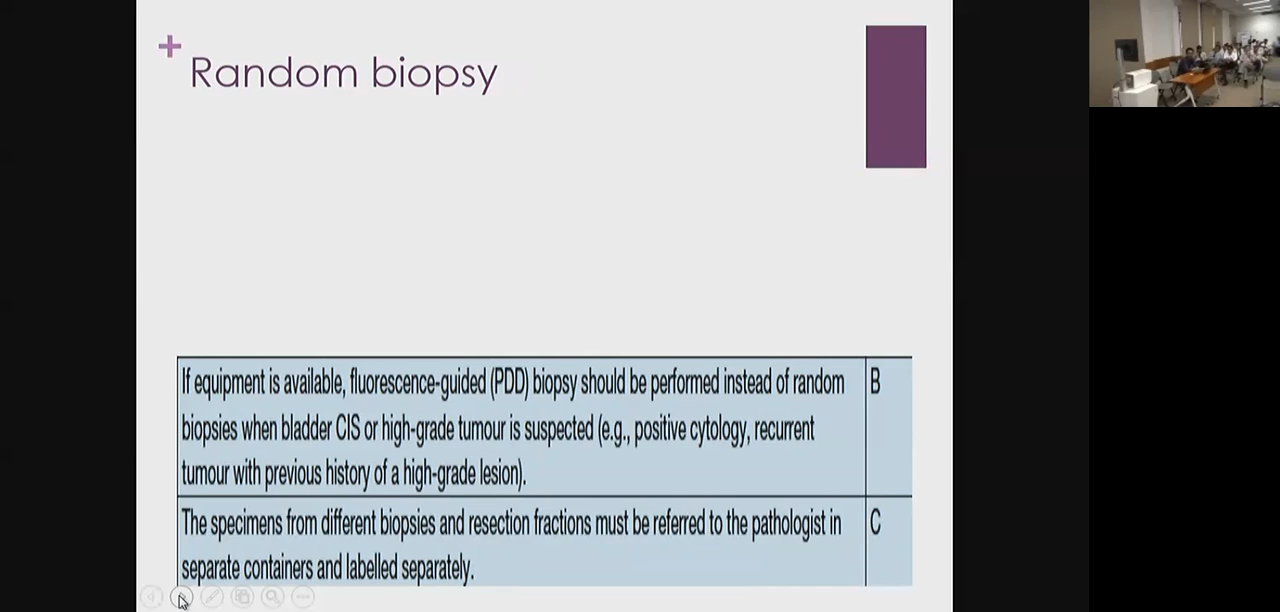 +
Random biopsy
If equipment is available, fluorescence-guided (PDD) biopsy should be performed instead of random B
biopsies when bladder CIS or high-grade tumour is suspected (e.g., positive cytology, recurrent
tumour with previous history of a high-grade lesion).
The specimens from different biopsies and resection fractions must be referred to the pathologist in C
separate containers and labelled separately.